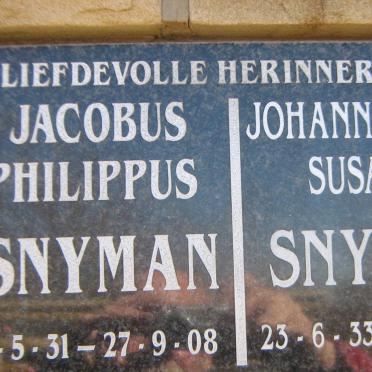 LIEFDEVOLLE HERINNER
JACOBUS
PHILIPPUS
SNYMAN
- 5 - 31 – 27 - 9 - 08
JOHANN
SUSA
SNY
23 - 6 - 33